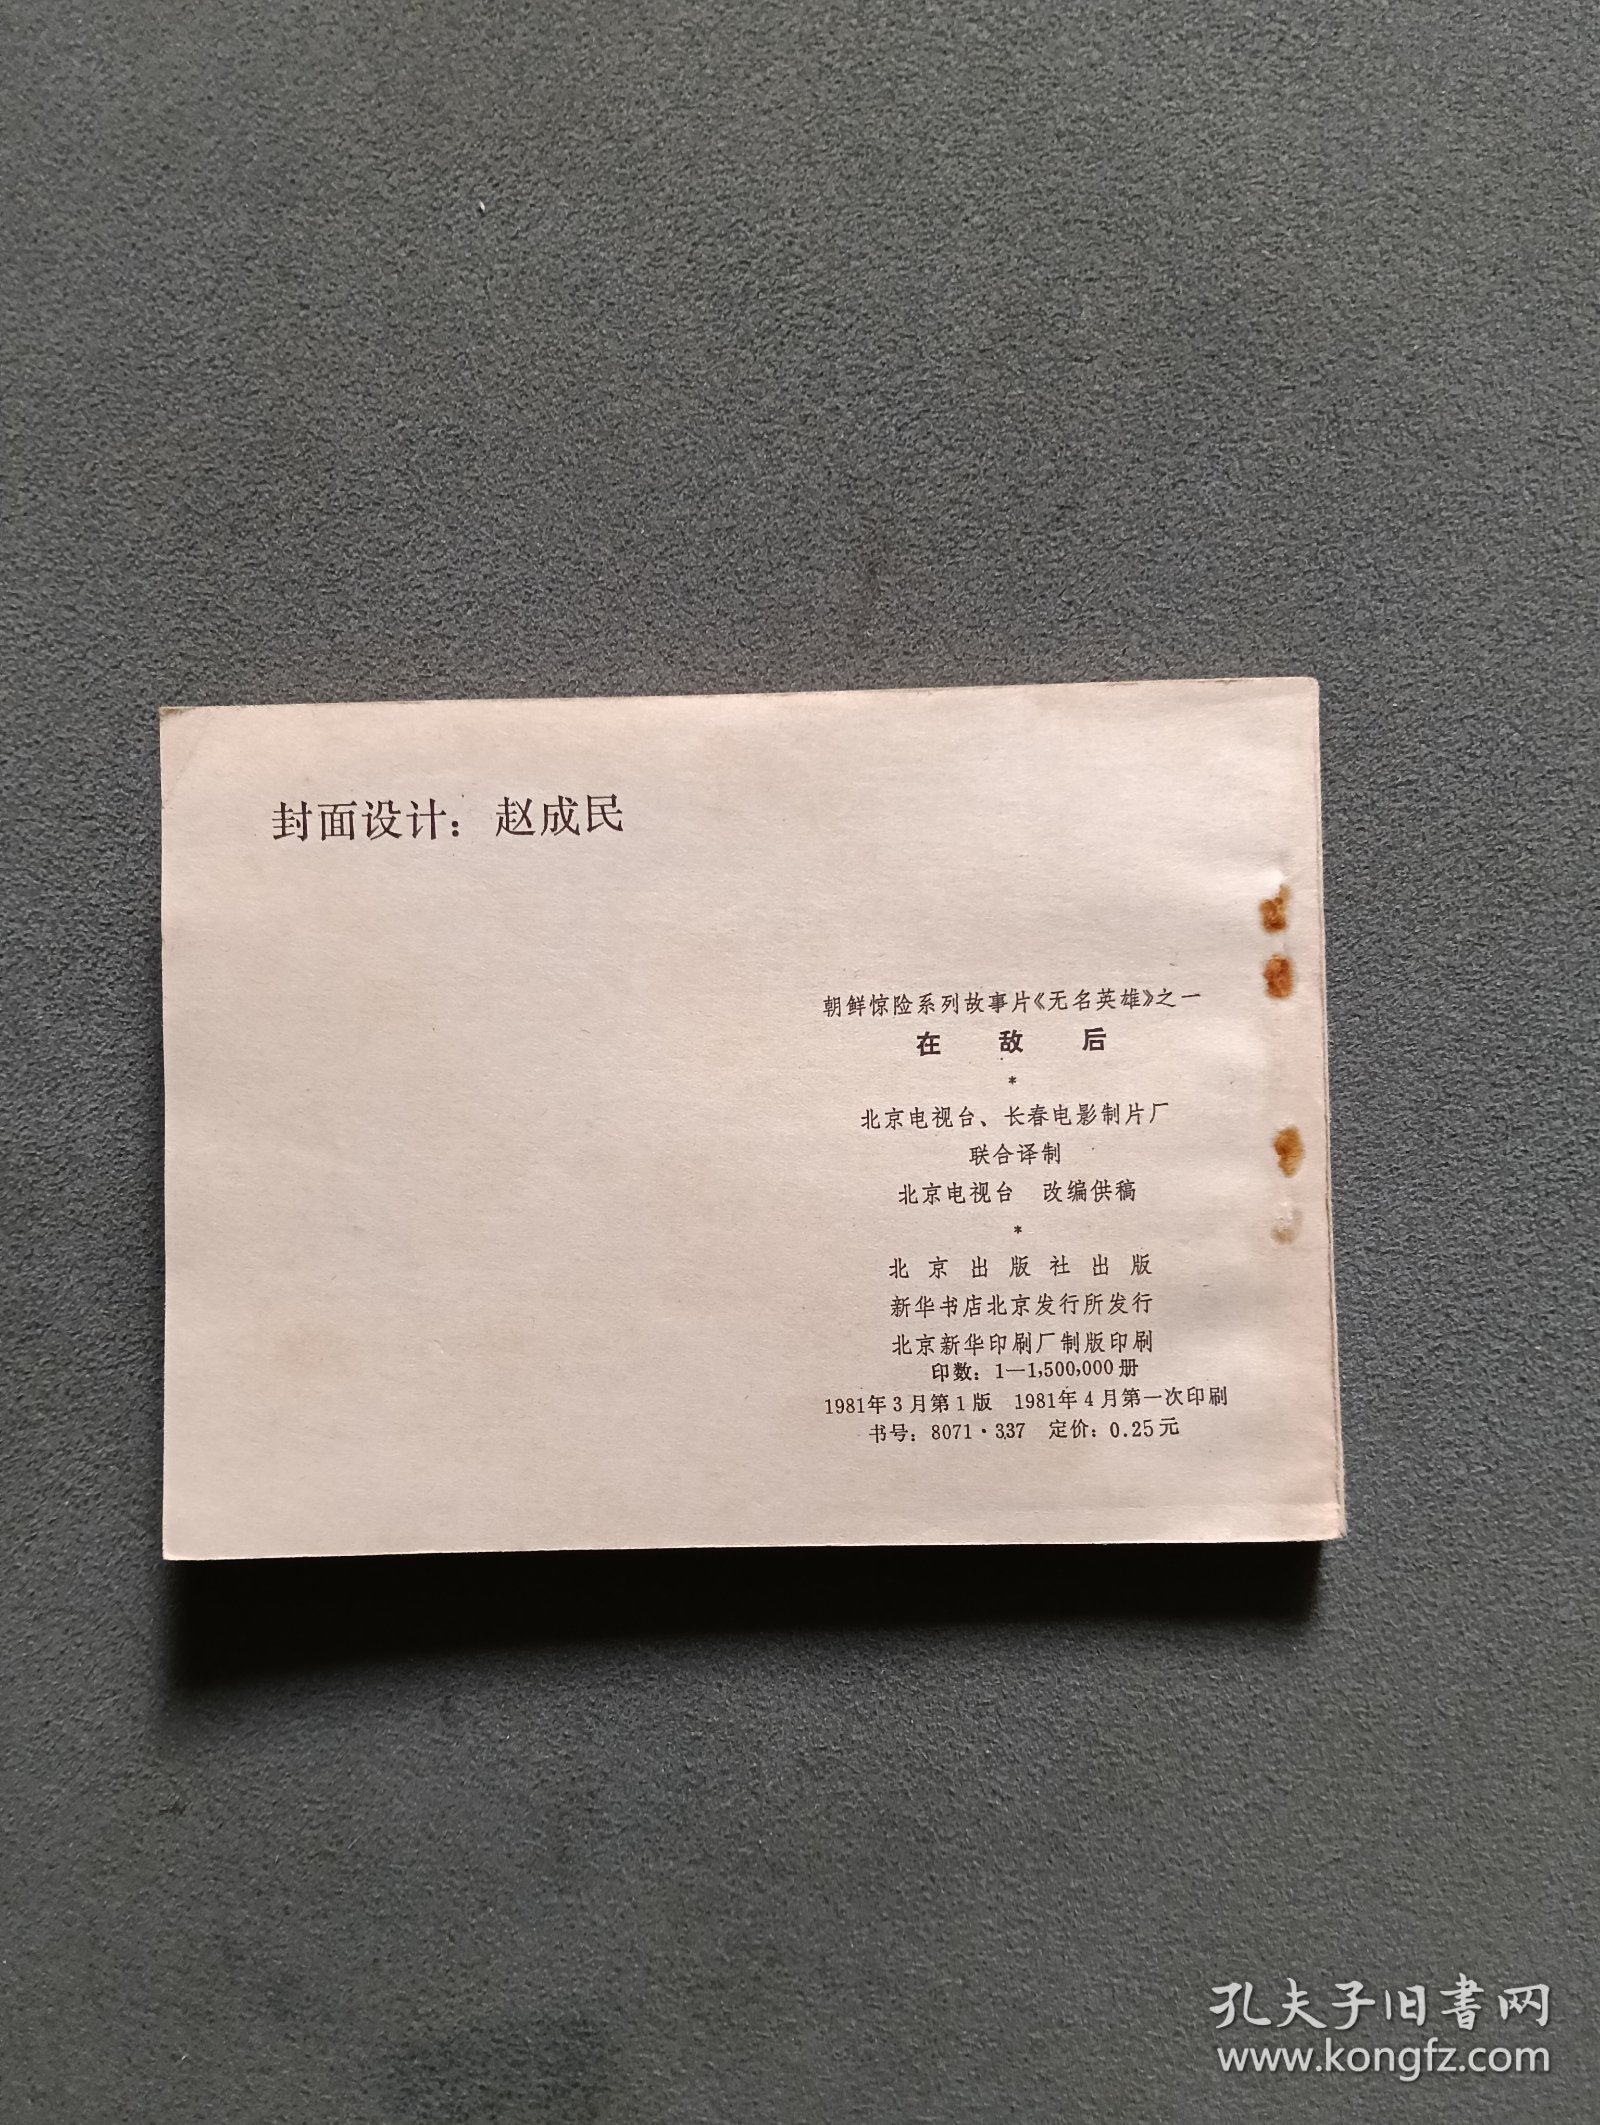 封面设计：赵成民
朝鲜惊险系列故事片《无名英雄》之一
在敌后
*
北京电视台、长春电影制片厂
联合译制
北京电视台 改编供稿
*
北京出版社出版
新华书店北京发行所发行
北京新华印刷厂制版印刷
印数：1—1,500,000册
1981年3月第1版 1981年4月第一次印刷
书号：8071·337 定价：0.25元
孔夫子旧书网
www.kongfz.com